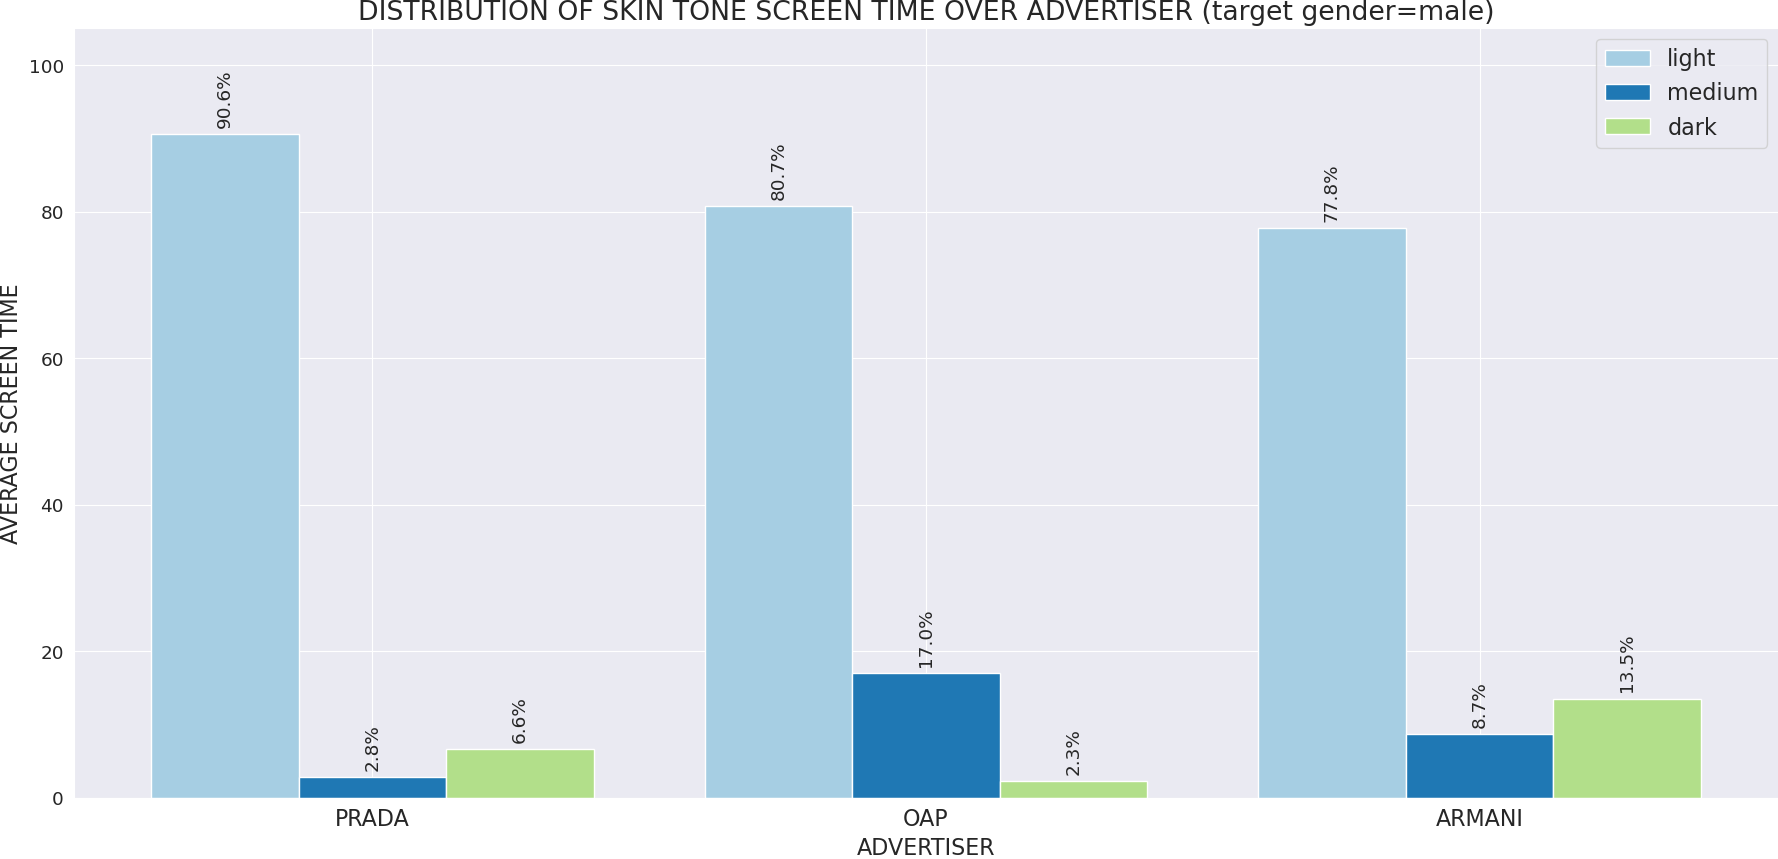 DISTRIBUTION OF SKIN TONE SCREEN TIME OVER ADVERTISER (target gender=male)
light
medium
dark
AVERAGE SCREEN TIME
100
80
60
40
20
0
90.6%
2.8%
6.6%
80.7%
17.0%
2.3%
77.8%
8.7%
13.5%
PRADA
OAP
ARMANI
ADVERTISER